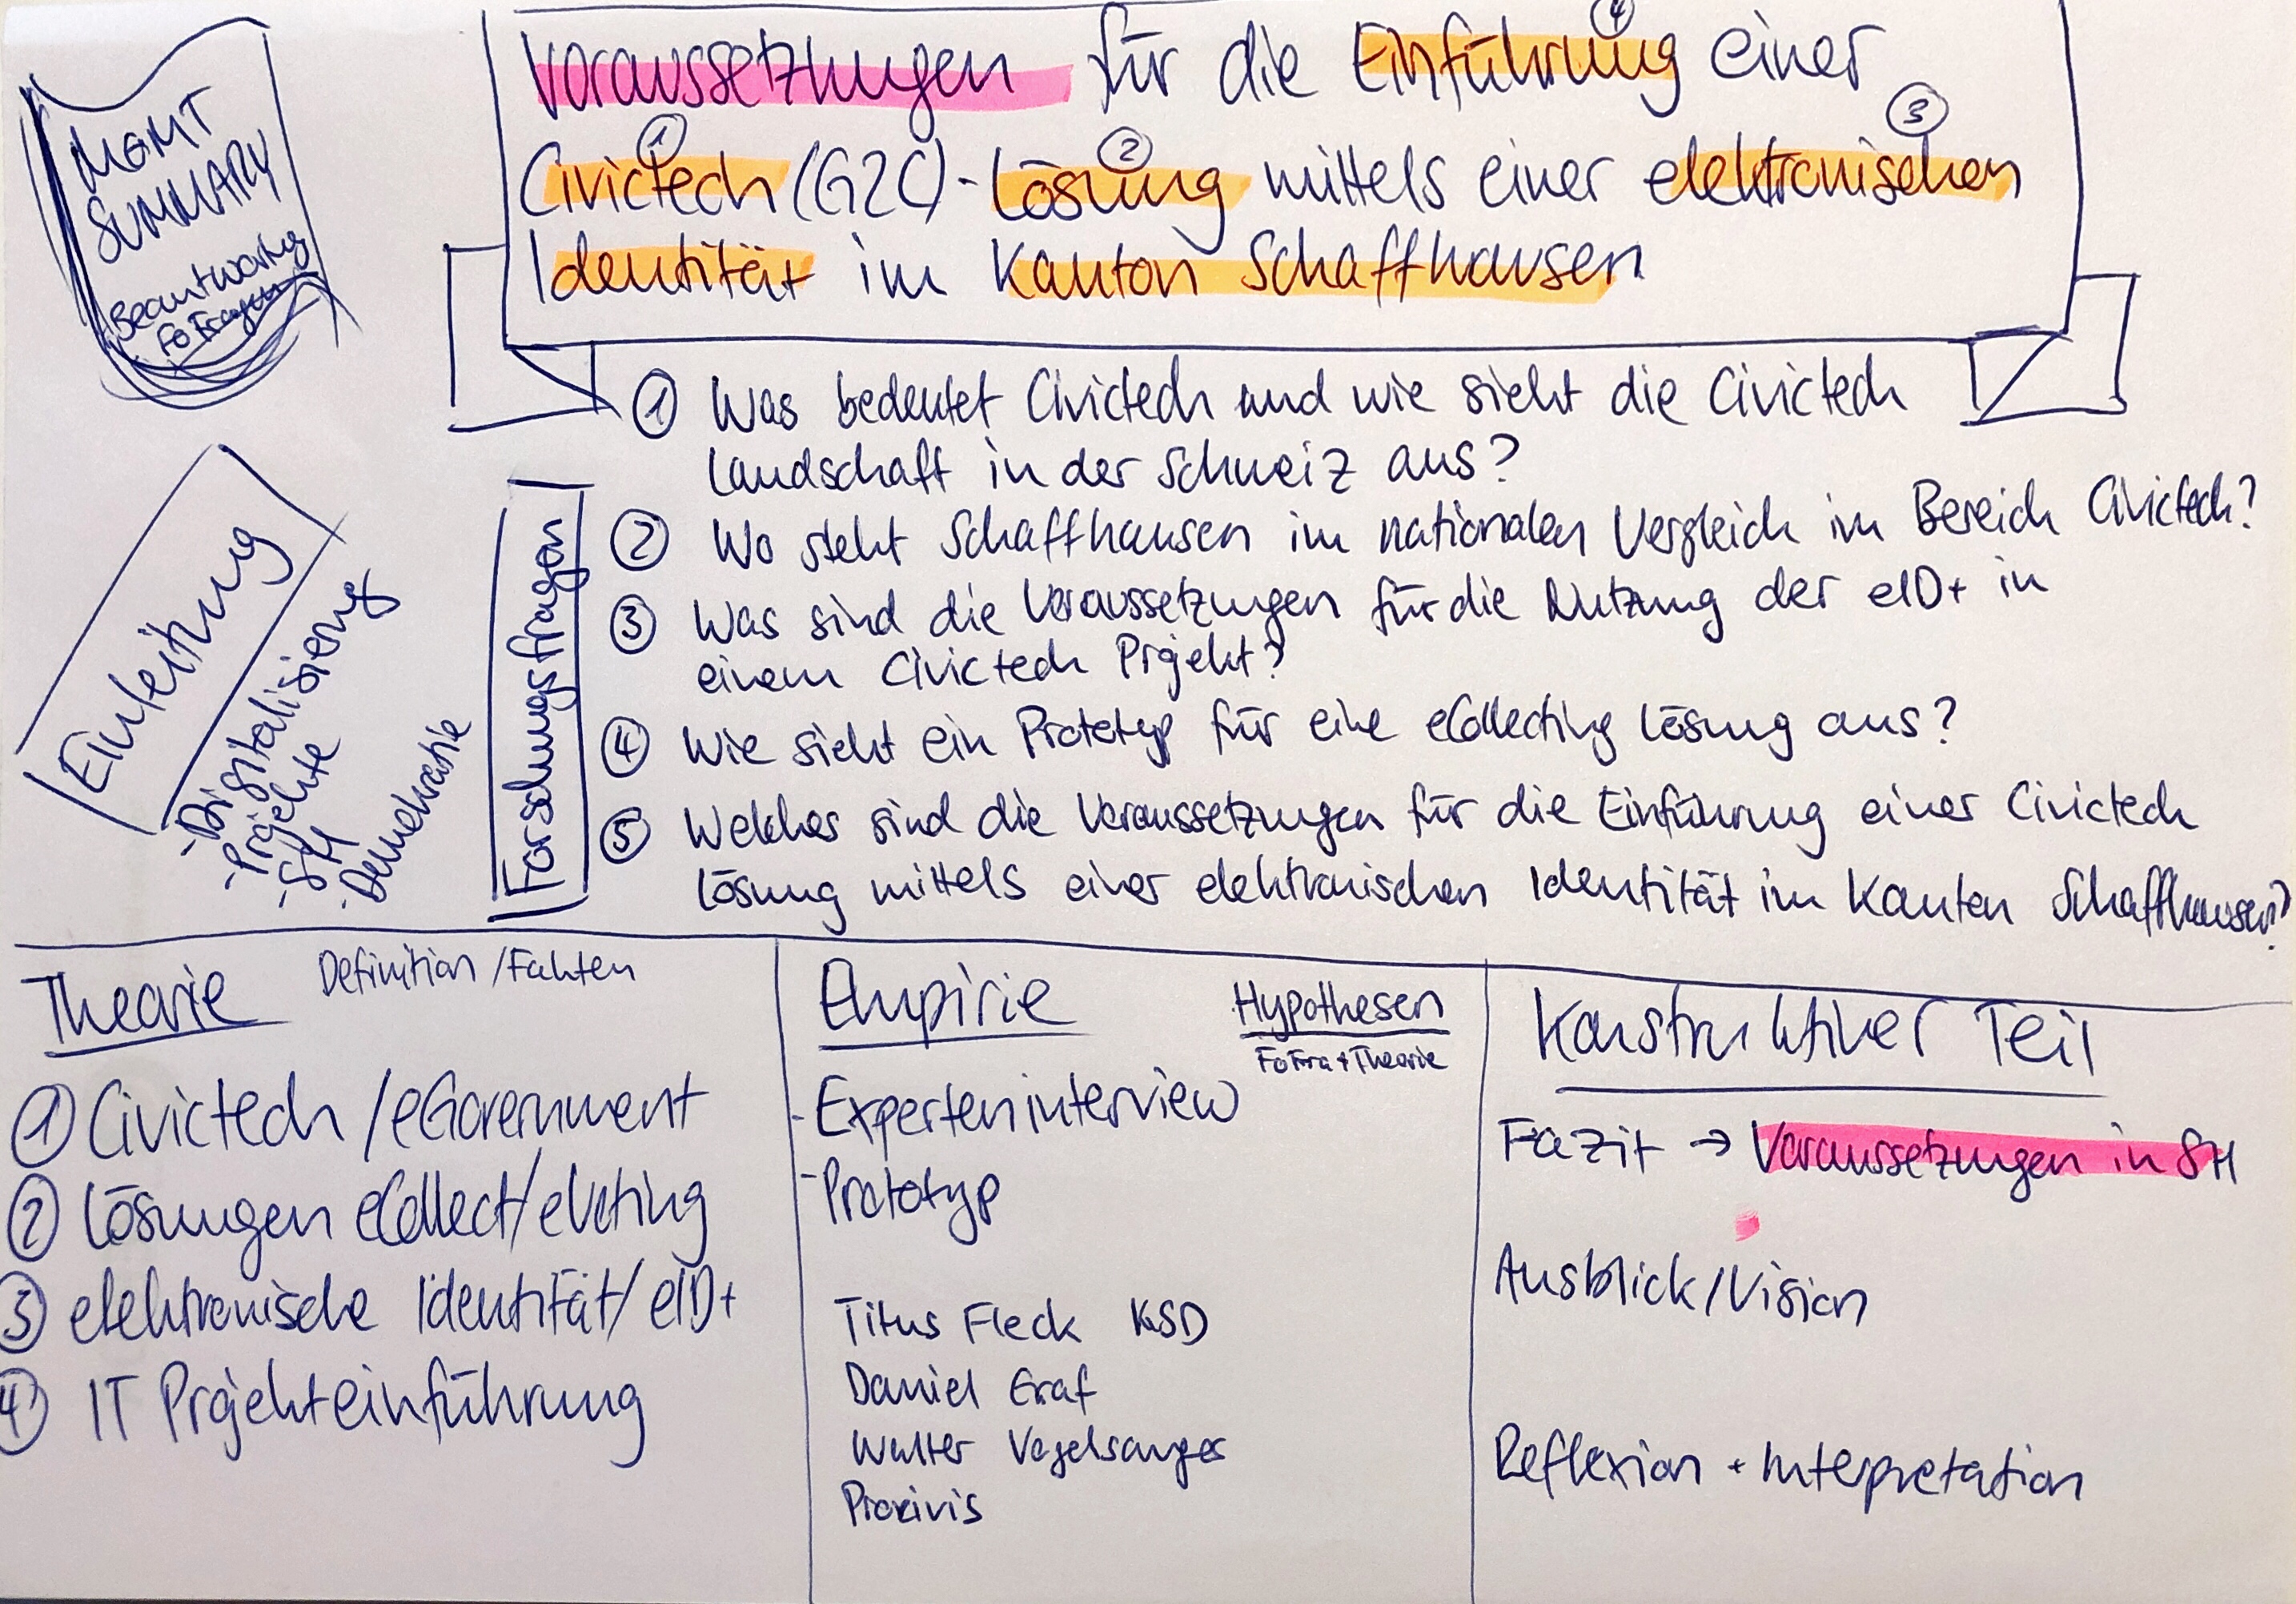 MGMT
SUMMARY
Beantwortung
FoFragen
Voraussetzungen für die Einführung einer
④
Civictech (G2C)-Lösung mittels einer elektronischen
① ② ③
Identität im Kanton Schaffhausen
Einleitung
- Digitalisierung
- Projekte
- SH
- Demokratie
Forschungsfragen
① Was bedeutet Civictech und wie sieht die Civictech
Landschaft in der Schweiz aus?
② Wo steht Schaffhausen im nationalen Vergleich im Bereich Civictech?
③ Was sind die Voraussetzungen für die Nutzung der eID+ in
einem Civictech Projekt?
④ Wie sieht ein Prototyp für eine eCollecting Lösung aus?
⑤ Welches sind die Voraussetzungen für die Einführung einer Civictech
Lösung mittels einer elektronischen Identität im Kanton Schaffhausen?
Theorie Definition/Fakten
① Civictech/eGovernment
② Lösungen eCollect/eVoting
③ elektronische Identität/eID+
④ IT Projekteinführung
Empirie Hypothesen
FoFra+Theorie
- Experteninterview
- Prototyp
Titus Fleck KSD
Daniel Graf
Walter Vogelsanger
Procivis
Konstruktiver Teil
Fazit → Voraussetzungen in SH
Ausblick/Vision
Reflexion + Interpretation